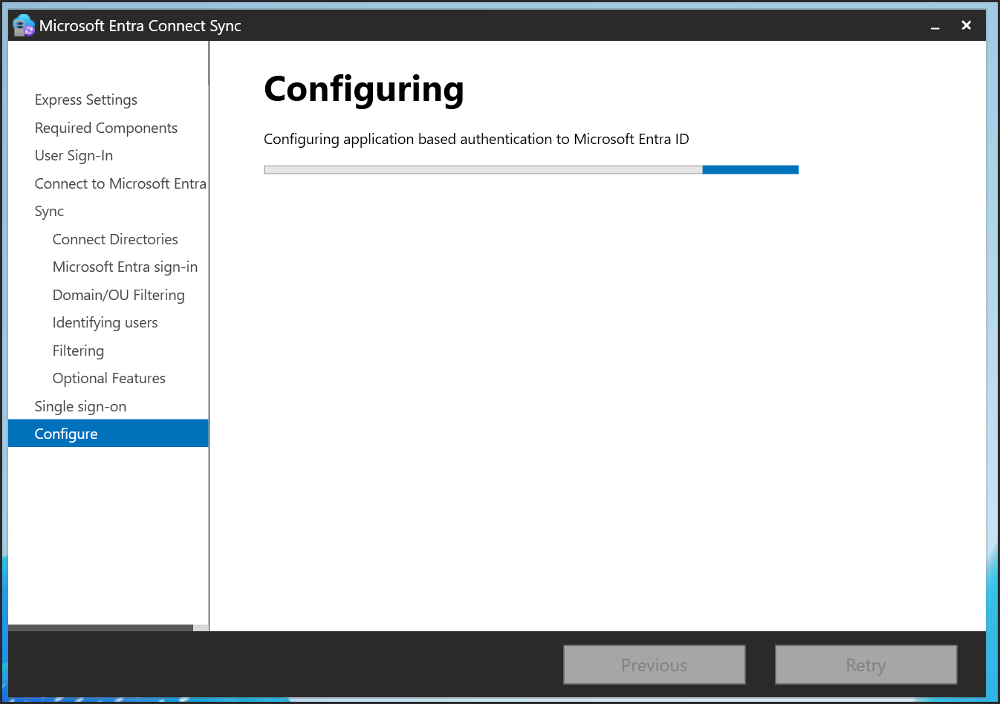 Microsoft Entra Connect Sync
Express Settings
Required Components
User Sign-In
Connect to Microsoft Entra
Sync
Connect Directories
Microsoft Entra sign-in
Domain/OU Filtering
Identifying users
Filtering
Optional Features
Single sign-on
Configure
Configuring
Configuring application based authentication to Microsoft Entra ID
Previous
Retry